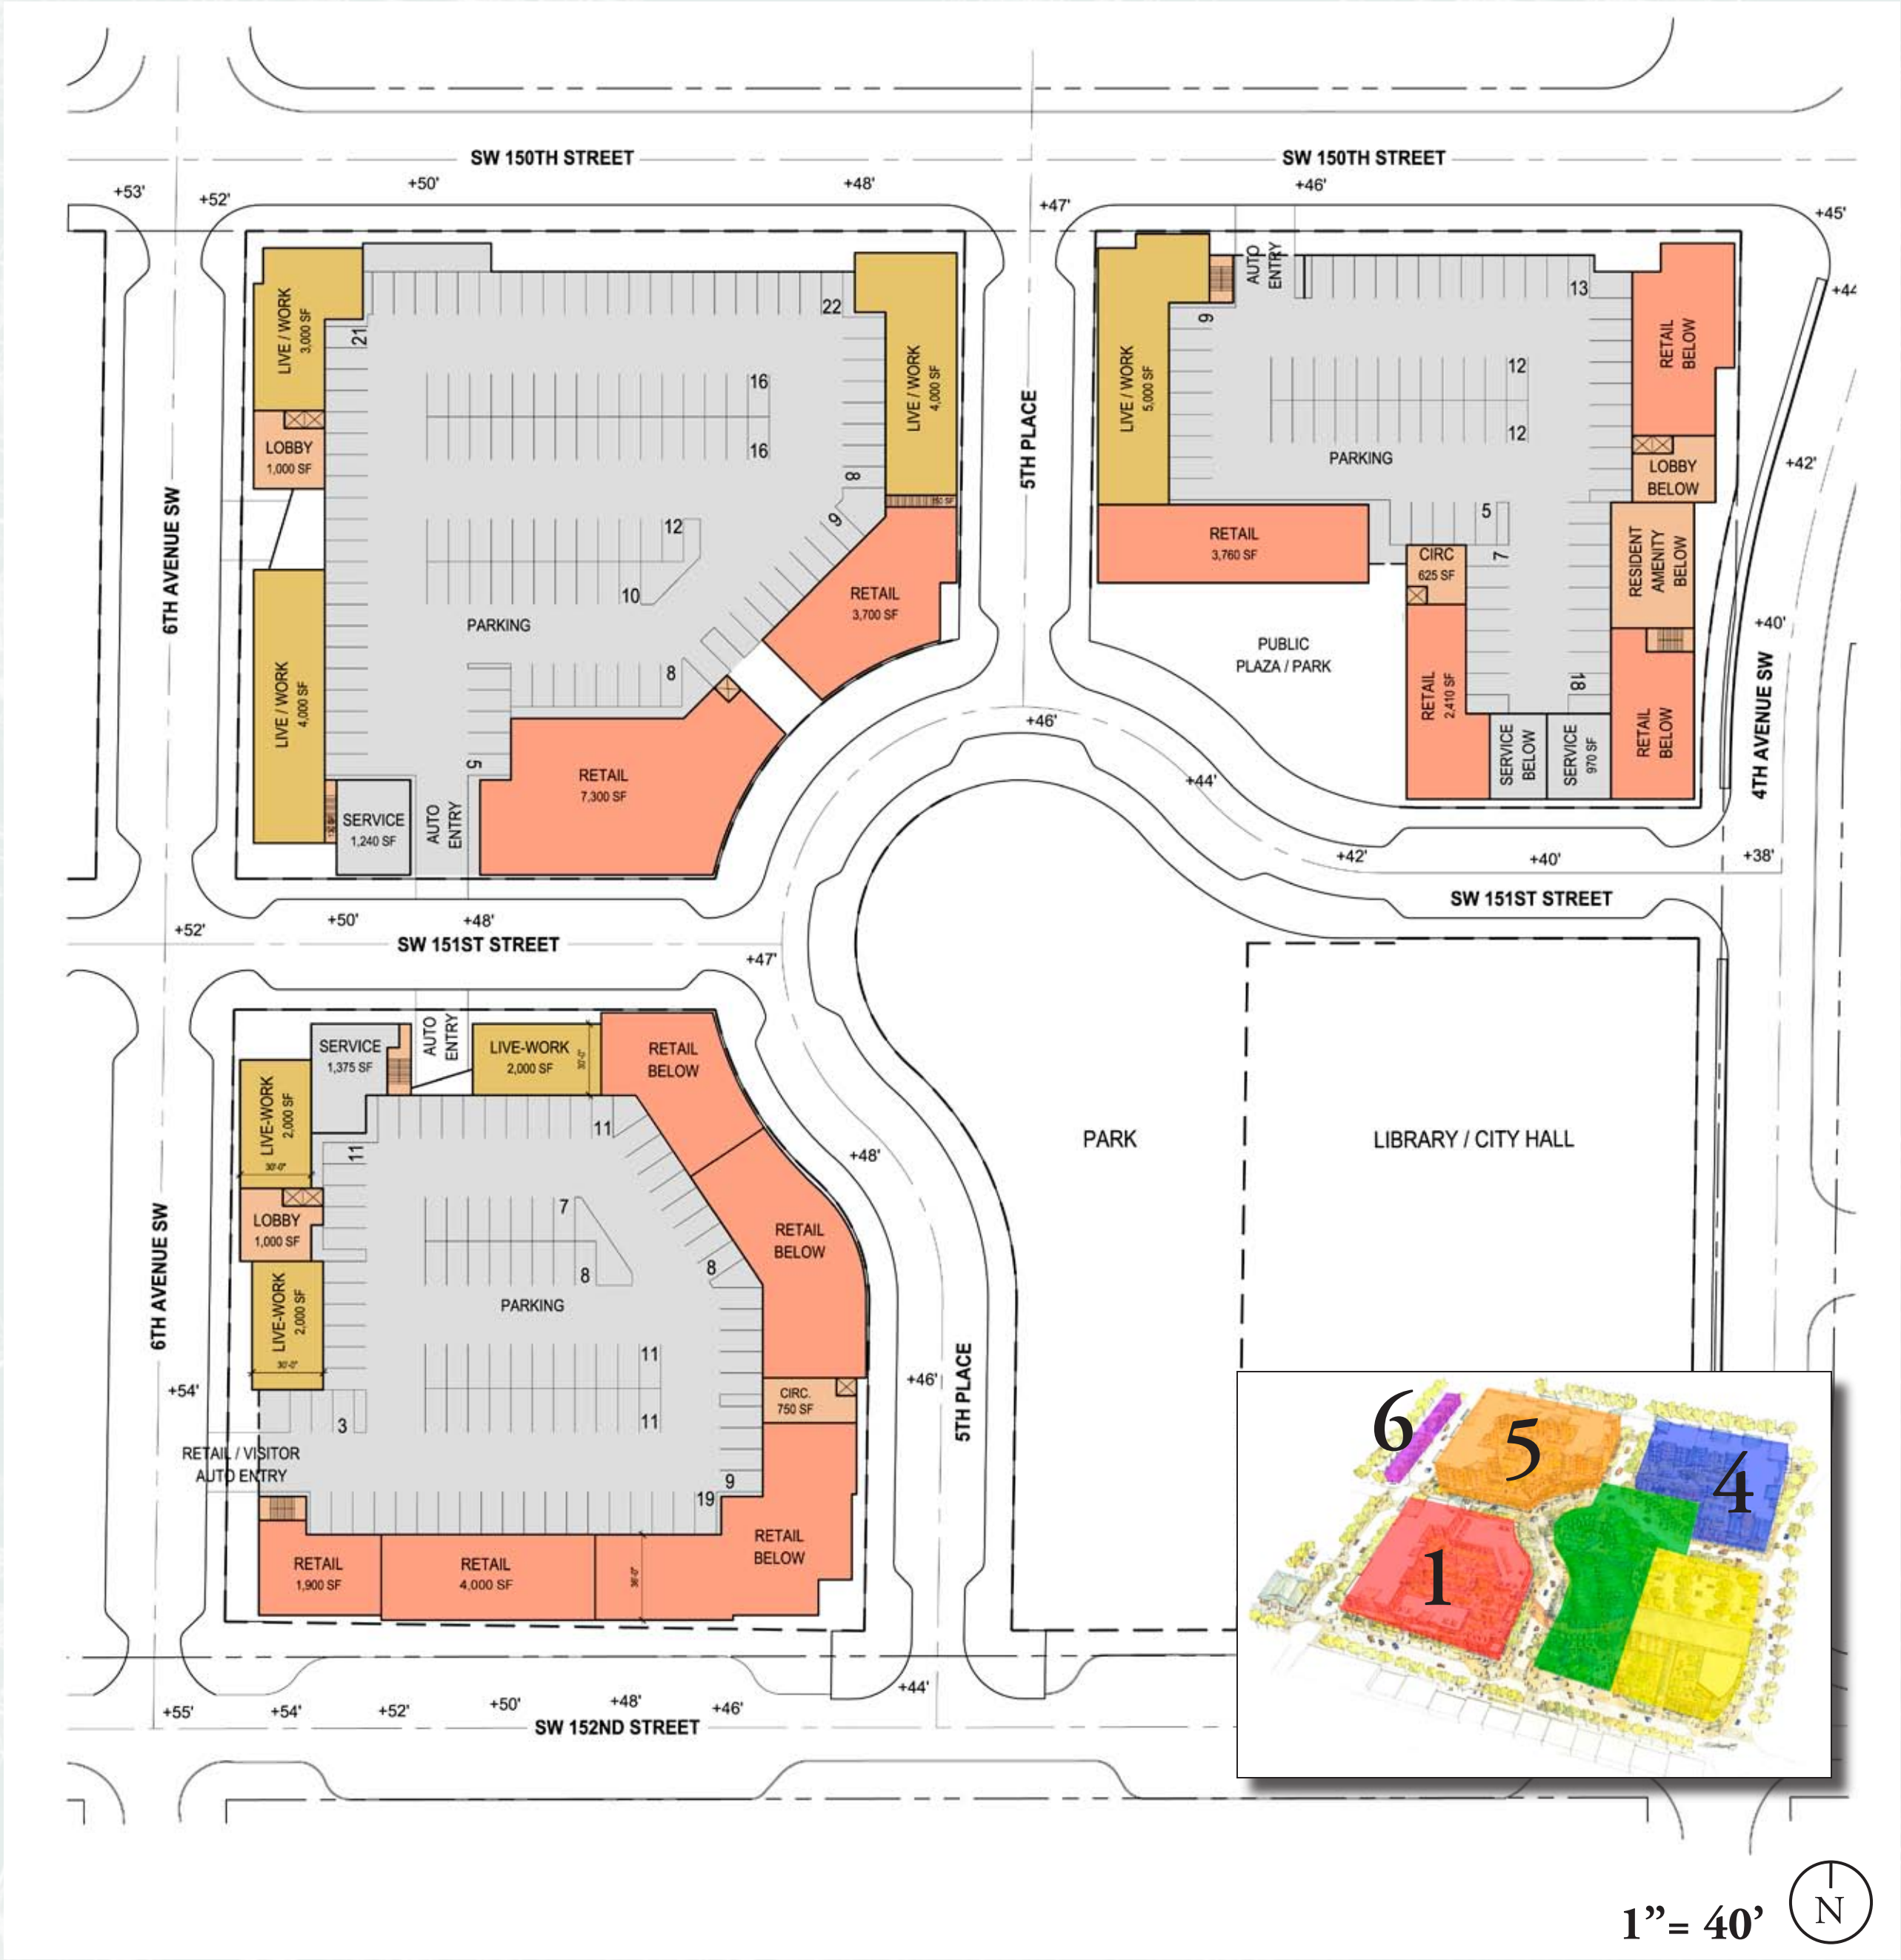 SW 150TH STREET
SW 150TH STREET
+53'
+52'
+50'
+48'
+47'
+46'
+45'
+44'
LIVE / WORK
3,000 SF
21
22
LIVE / WORK
4,000 SF
16
16
LOBBY
1,000 SF
8
9
12
10
PARKING
RETAIL
3,700 SF
8
LIVE / WORK
4,000 SF
5
SERVICE
1,240 SF
AUTO
ENTRY
RETAIL
7,300 SF
6TH AVENUE SW
5TH PLACE
LIVE / WORK
5,000 SF
AUTO
ENTRY
9
13
12
12
PARKING
RETAIL
BELOW
LOBBY
BELOW
5
7
RETAIL
3,760 SF
CIRC
625 SF
RESIDENT
AMENITY
BELOW
PUBLIC
PLAZA / PARK
RETAIL
2,410 SF
18
SERVICE
BELOW
SERVICE
970 SF
RETAIL
BELOW
+42'
+40'
4TH AVENUE SW
+46'
+44'
+42'
+40'
+38'
SW 151ST STREET
+52'
+50'
+48'
SW 151ST STREET
+47'
SERVICE
1,375 SF
AUTO
ENTRY
LIVE-WORK
2,000 SF
30'-0"
RETAIL
BELOW
LIVE-WORK
2,000 SF
30'-0"
11
11
LOBBY
1,000 SF
7
8
8
PARKING
RETAIL
BELOW
LIVE-WORK
2,000 SF
30'-0"
11
11
CIRC.
750 SF
3
9
19
RETAIL / VISITOR
AUTO ENTRY
RETAIL
1,900 SF
RETAIL
4,000 SF
RETAIL
BELOW
6TH AVENUE SW
+54'
+48'
+46'
5TH PLACE
PARK
LIBRARY / CITY HALL
+55'
+54'
+52'
+50'
+48'
+46'
+44'
SW 152ND STREET
6
5
4
1
1”= 40’
N